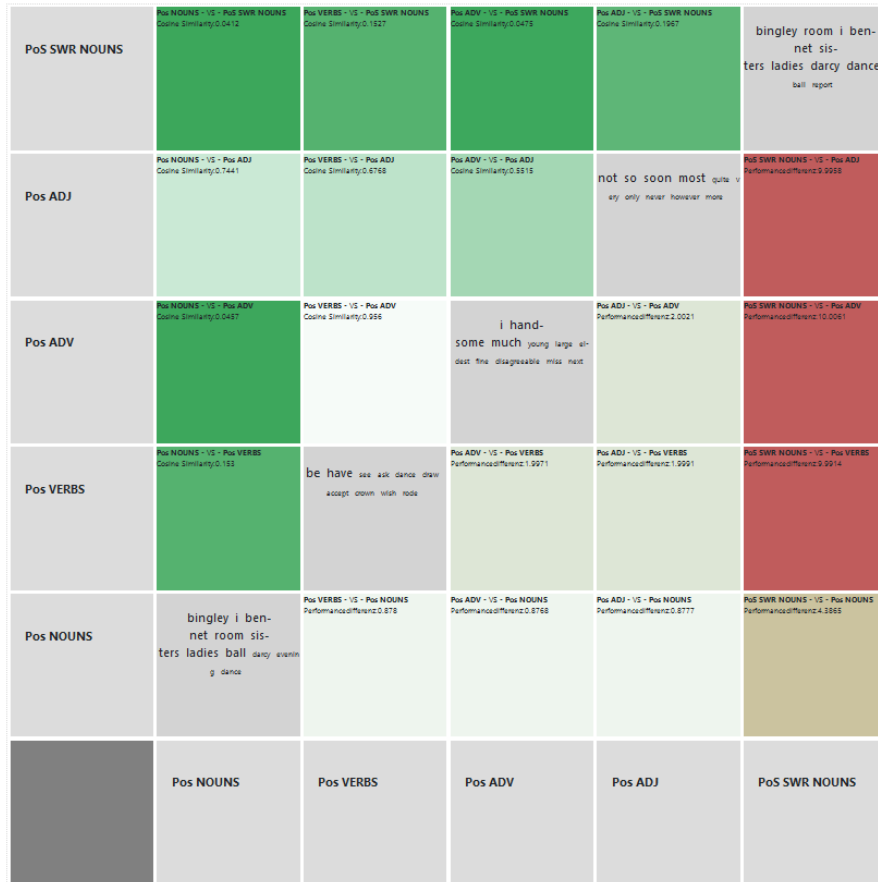 PoS SWR NOUNS
Pos NOUNS - VS - PoS SWR NOUNS
Cosine Similarity:0.0412
Pos VERBS - VS - PoS SWR NOUNS
Cosine Similarity:0.1527
Pos ADV - VS - PoS SWR NOUNS
Cosine Similarity:0.0475
Pos ADJ - VS - PoS SWR NOUNS
Cosine Similarity:0.1967
bingley room i ben-
net sis-
ters ladies darcy dance
ball report
Pos ADJ
Pos NOUNS - VS - Pos ADJ
Cosine Similarity:0.7441
Pos VERBS - VS - Pos ADJ
Cosine Similarity:0.6768
Pos ADV - VS - Pos ADJ
Cosine Similarity:0.5515
not so soon most quite v
ery only never however more
PoS SWR NOUNS - VS - Pos ADJ
Performancedifferenz:9.9958
Pos ADV
Pos NOUNS - VS - Pos ADV
Cosine Similarity:0.0457
Pos VERBS - VS - Pos ADV
Cosine Similarity:0.956
i hand-
some much young large el-
dest fine disagreeable miss next
Pos ADJ - VS - Pos ADV
Performancedifferenz:2.0021
PoS SWR NOUNS - VS - Pos ADV
Performancedifferenz:10.0061
Pos VERBS
Pos NOUNS - VS - Pos VERBS
Cosine Similarity:0.153
be have see ask dance draw
accept crown wish rode
Pos ADV - VS - Pos VERBS
Performancedifferenz:1.9971
Pos ADJ - VS - Pos VERBS
Performancedifferenz:1.9991
PoS SWR NOUNS - VS - Pos VERBS
Performancedifferenz:9.9914
Pos NOUNS
bingley i ben-
net room sis-
ters ladies ball darcy evenin
g dance
Pos VERBS - VS - Pos NOUNS
Performancedifferenz:0.878
Pos ADV - VS - Pos NOUNS
Performancedifferenz:0.8768
Pos ADJ - VS - Pos NOUNS
Performancedifferenz:0.8777
PoS SWR NOUNS - VS - Pos NOUNS
Performancedifferenz:4.3865
Pos NOUNS
Pos VERBS
Pos ADV
Pos ADJ
PoS SWR NOUNS